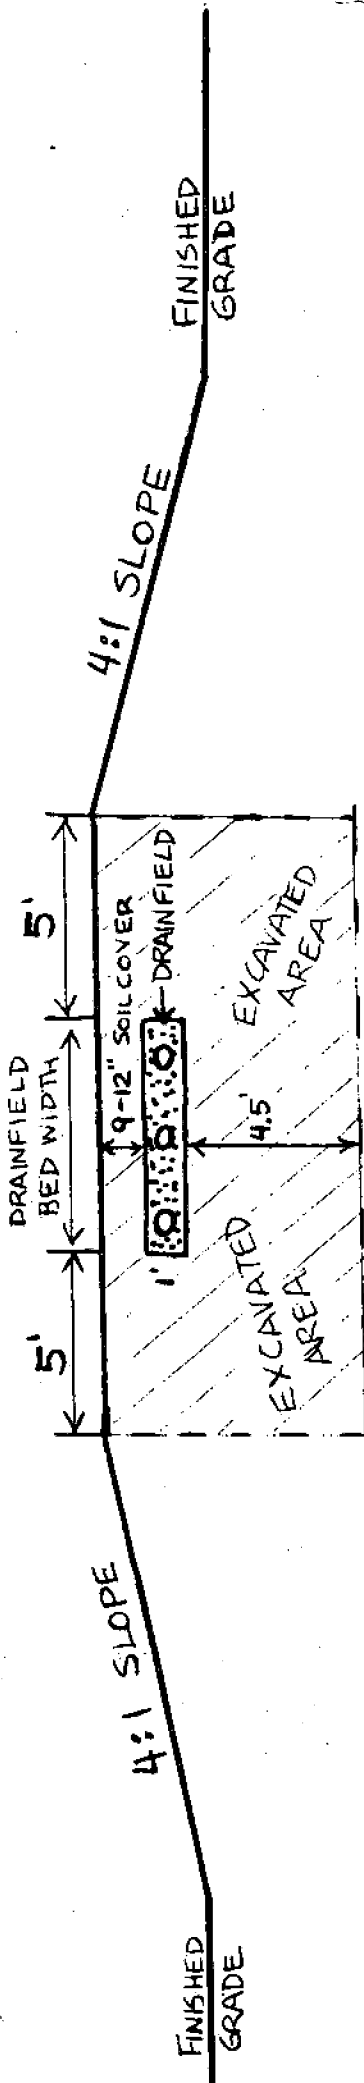 FINISHED
GRADE
4:1 SLOPE
5'
DRAINFIELD
BED WIDTH
5'
9-12" SOIL COVER
1'
DRAINFIELD
4.5'
EXCAVATED
AREA
EXCAVATED
AREA
4:1 SLOPE
FINISHED
GRADE